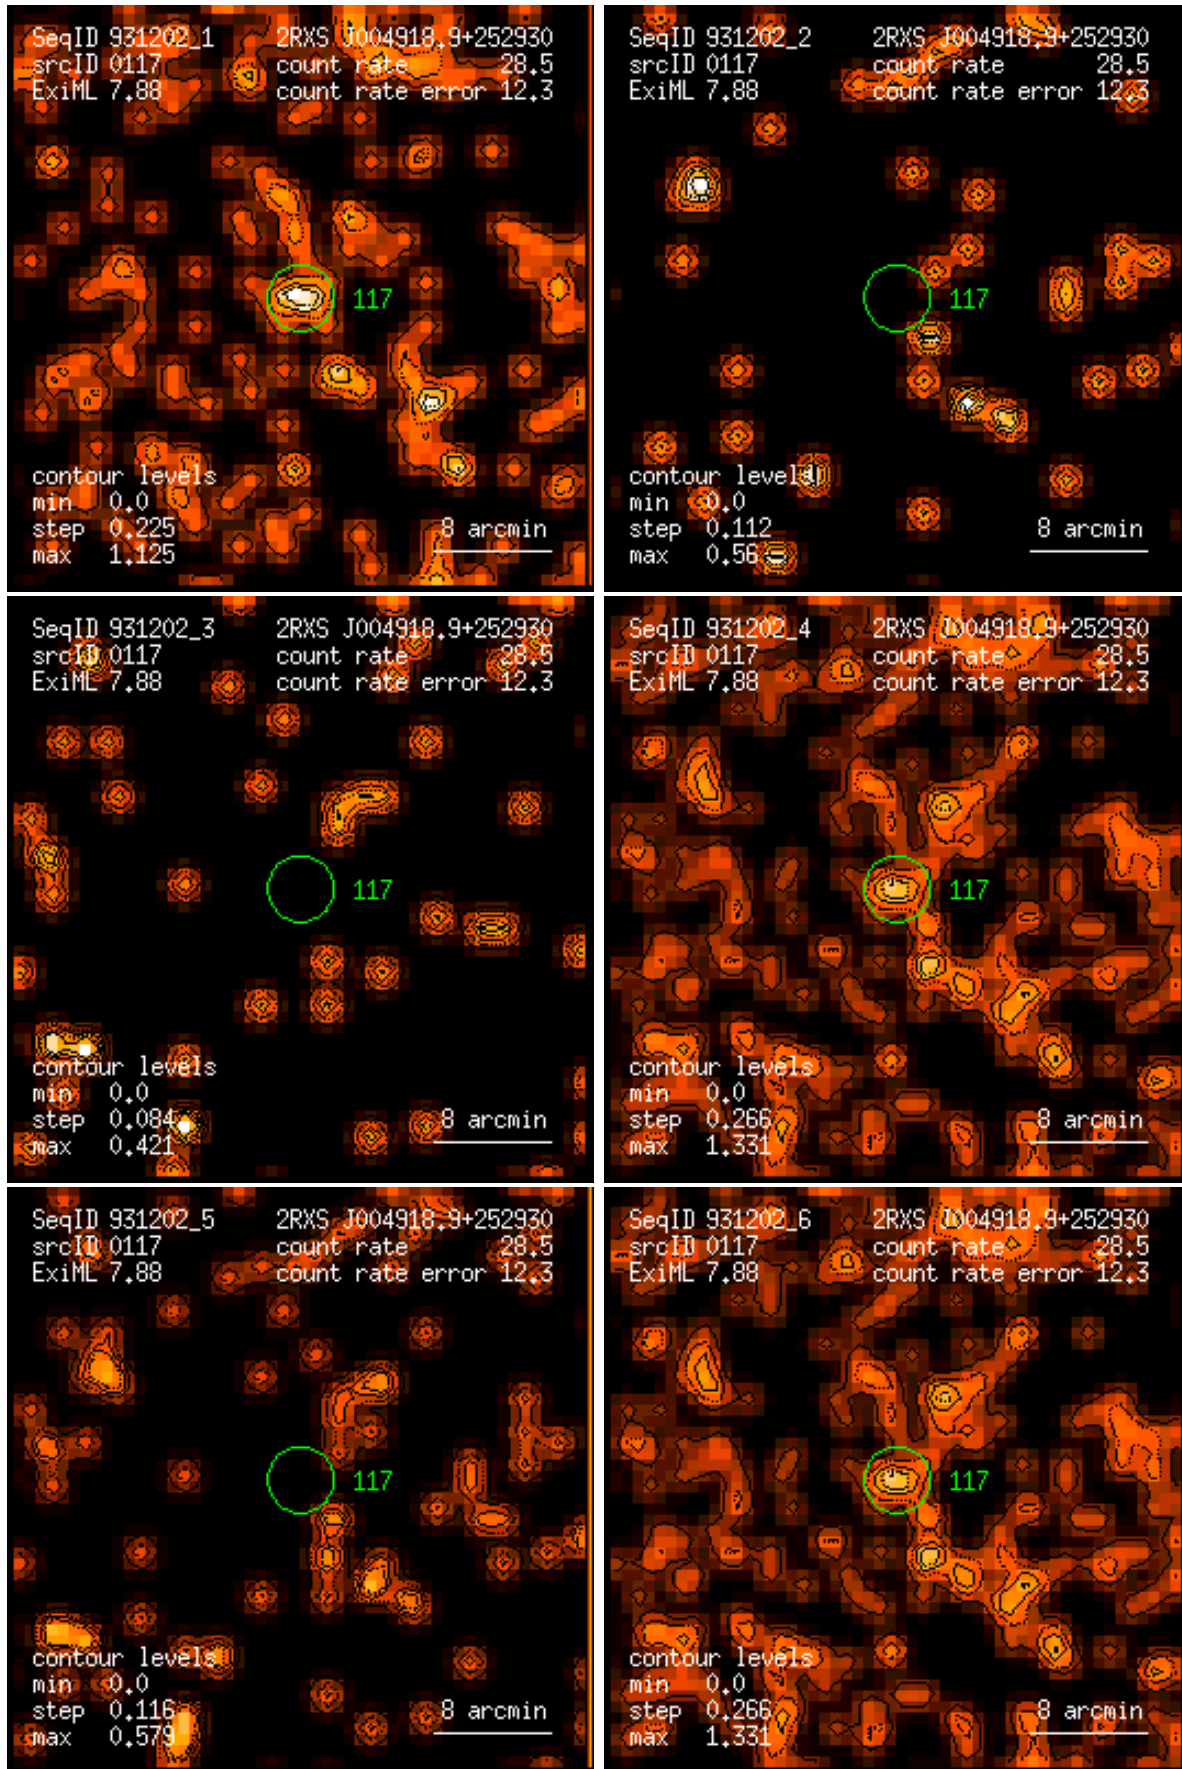 SeqID 931202_1 2RXS J004918.9+252930
srcID 0117 count rate 28.5
ExiML 7.88 count rate error 12.3
117
contour levels
min 0.0
step 0.225 8 arcmin
max 1.125
SeqID 931202_2 2RXS J004918.9+252930
srcID 0117 count rate 28.5
ExiML 7.88 count rate error 12.3
117
contour levels
min 0.0
step 0.112 8 arcmin
max 0.56
SeqID 931202_3 2RXS J004918.9+252930
srcID 0117 count rate 28.5
ExiML 7.88 count rate error 12.3
117
contour levels
min 0.0
step 0.084 8 arcmin
max 0.421
SeqID 931202_4 2RXS J004918.9+252930
srcID 0117 count rate 28.5
ExiML 7.88 count rate error 12.3
117
contour levels
min 0.0
step 0.266 8 arcmin
max 1.331
SeqID 931202_5 2RXS J004918.9+252930
srcID 0117 count rate 28.5
ExiML 7.88 count rate error 12.3
117
contour levels
min 0.0
step 0.116 8 arcmin
max 0.579
SeqID 931202_6 2RXS J004918.9+252930
srcID 0117 count rate 28.5
ExiML 7.88 count rate error 12.3
117
contour levels
min 0.0
step 0.266 8 arcmin
max 1.331